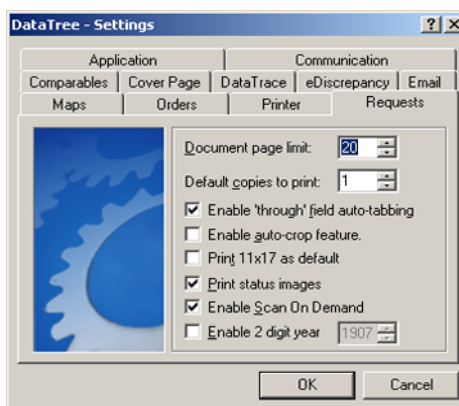 DataTree - Settings
Application Communication
Comparables Cover Page DataTrace eDiscrepancy Email
Maps Orders Printer Requests
Document page limit: 20
Default copies to print: 1
Enable 'through' field auto-tabbing
Enable auto-crop feature.
Print 11x17 as default
Print status images
Enable Scan On Demand
Enable 2 digit year 1907
OK Cancel